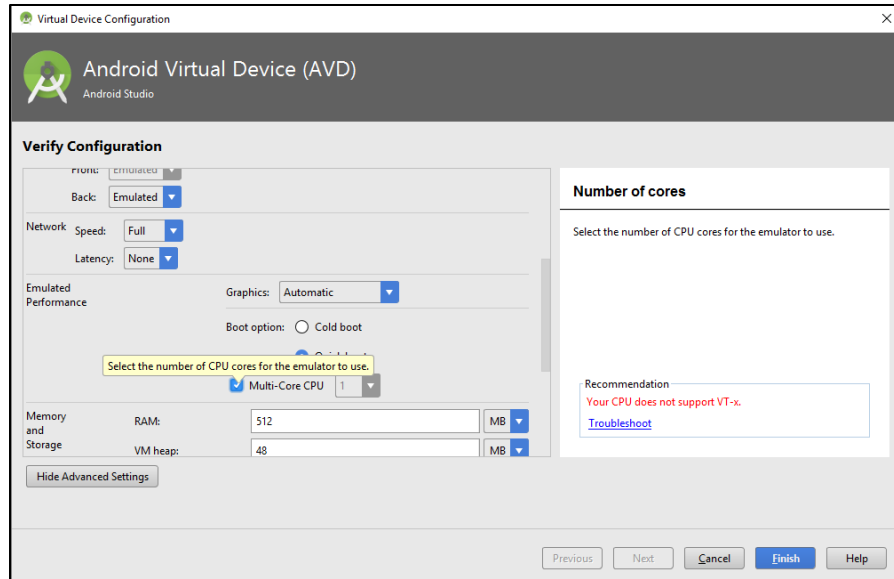 Virtual Device Configuration
Android Virtual Device (AVD)
Android Studio
Verify Configuration
Front: Emulated
Back: Emulated
Network Speed: Full
Latency: None
Emulated
Performance
Graphics: Automatic
Boot option: Cold boot
Select the number of CPU cores for the emulator to use.
Multi-Core CPU 1
Memory
and
Storage
RAM: 512 MB
VM heap: 48 MB
Hide Advanced Settings
Number of cores
Select the number of CPU cores for the emulator to use.
Recommendation
Your CPU does not support VT-x.
Troubleshoot
Previous Next Cancel Finish Help